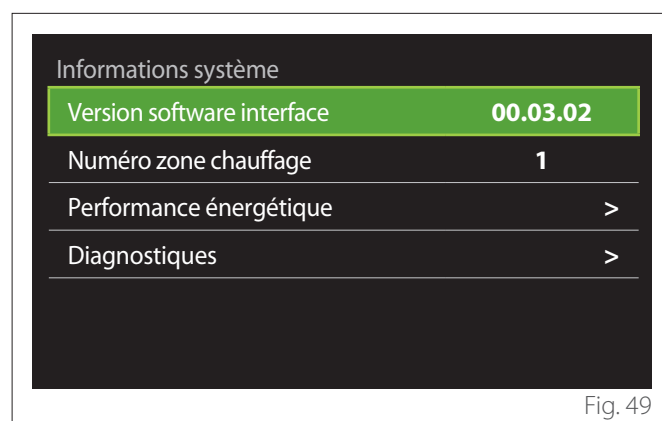 Informations système
Version software interface 00.03.02
Numéro zone chauffage 1
Performance énergétique >
Diagnostiques >
Fig. 49